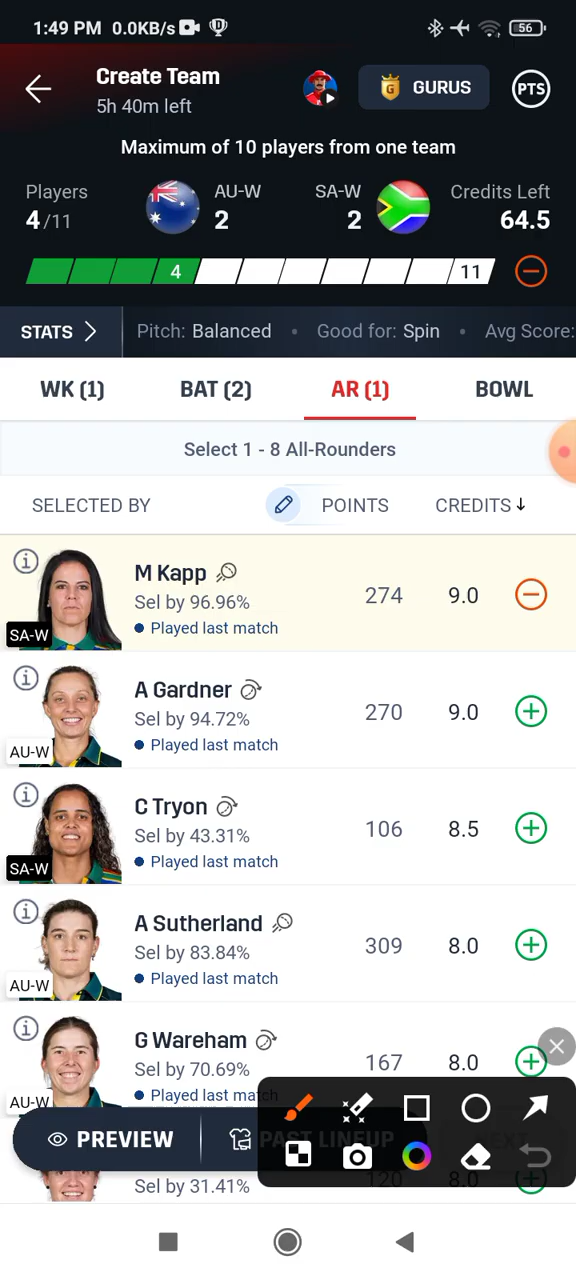 1:49 PM 0.0KB/s 56
Create Team
5h 40m left
GURUS
PTS
Maximum of 10 players from one team
Players AU-W SA-W Credits Left
4/11 2 2 64.5
4 11
STATS Pitch: Balanced • Good for: Spin • Avg Score:
WK (1) BAT (2) AR (1) BOWL
Select 1 - 8 All-Rounders
SELECTED BY POINTS CREDITS ↓
M Kapp
Sel by 96.96% 274 9.0
SA-W
• Played last match
A Gardner
Sel by 94.72% 270 9.0
AU-W
• Played last match
C Tryon
Sel by 43.31% 106 8.5
SA-W
• Played last match
A Sutherland
Sel by 83.84% 309 8.0
AU-W
• Played last match
G Wareham
Sel by 70.69% 167 8.0
AU-W
• Played last match
PREVIEW PAST LINEUP
Sel by 31.41% 120 8.0